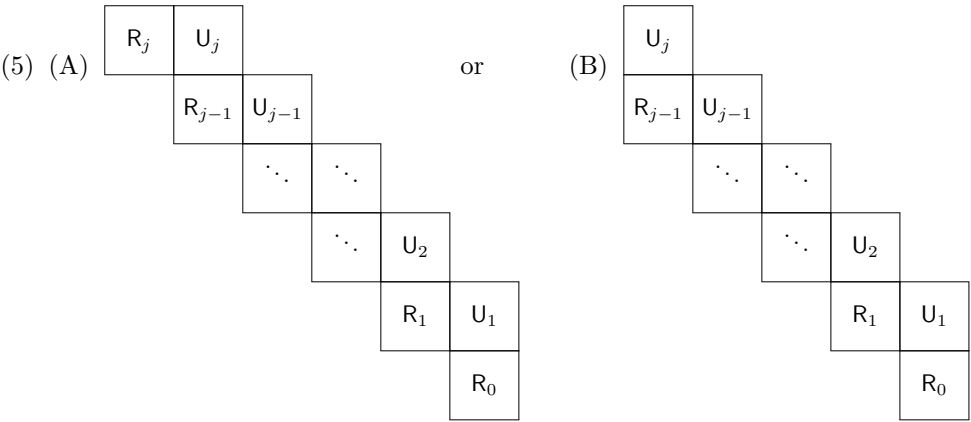 R_j U_j U_j
(5) (A) or (B)
R_{j−1} U_{j−1} R_{j−1} U_{j−1}
⋱ ⋱ ⋱ ⋱
⋱ U_2 ⋱ U_2
R_1 U_1 R_1 U_1
R_0 R_0